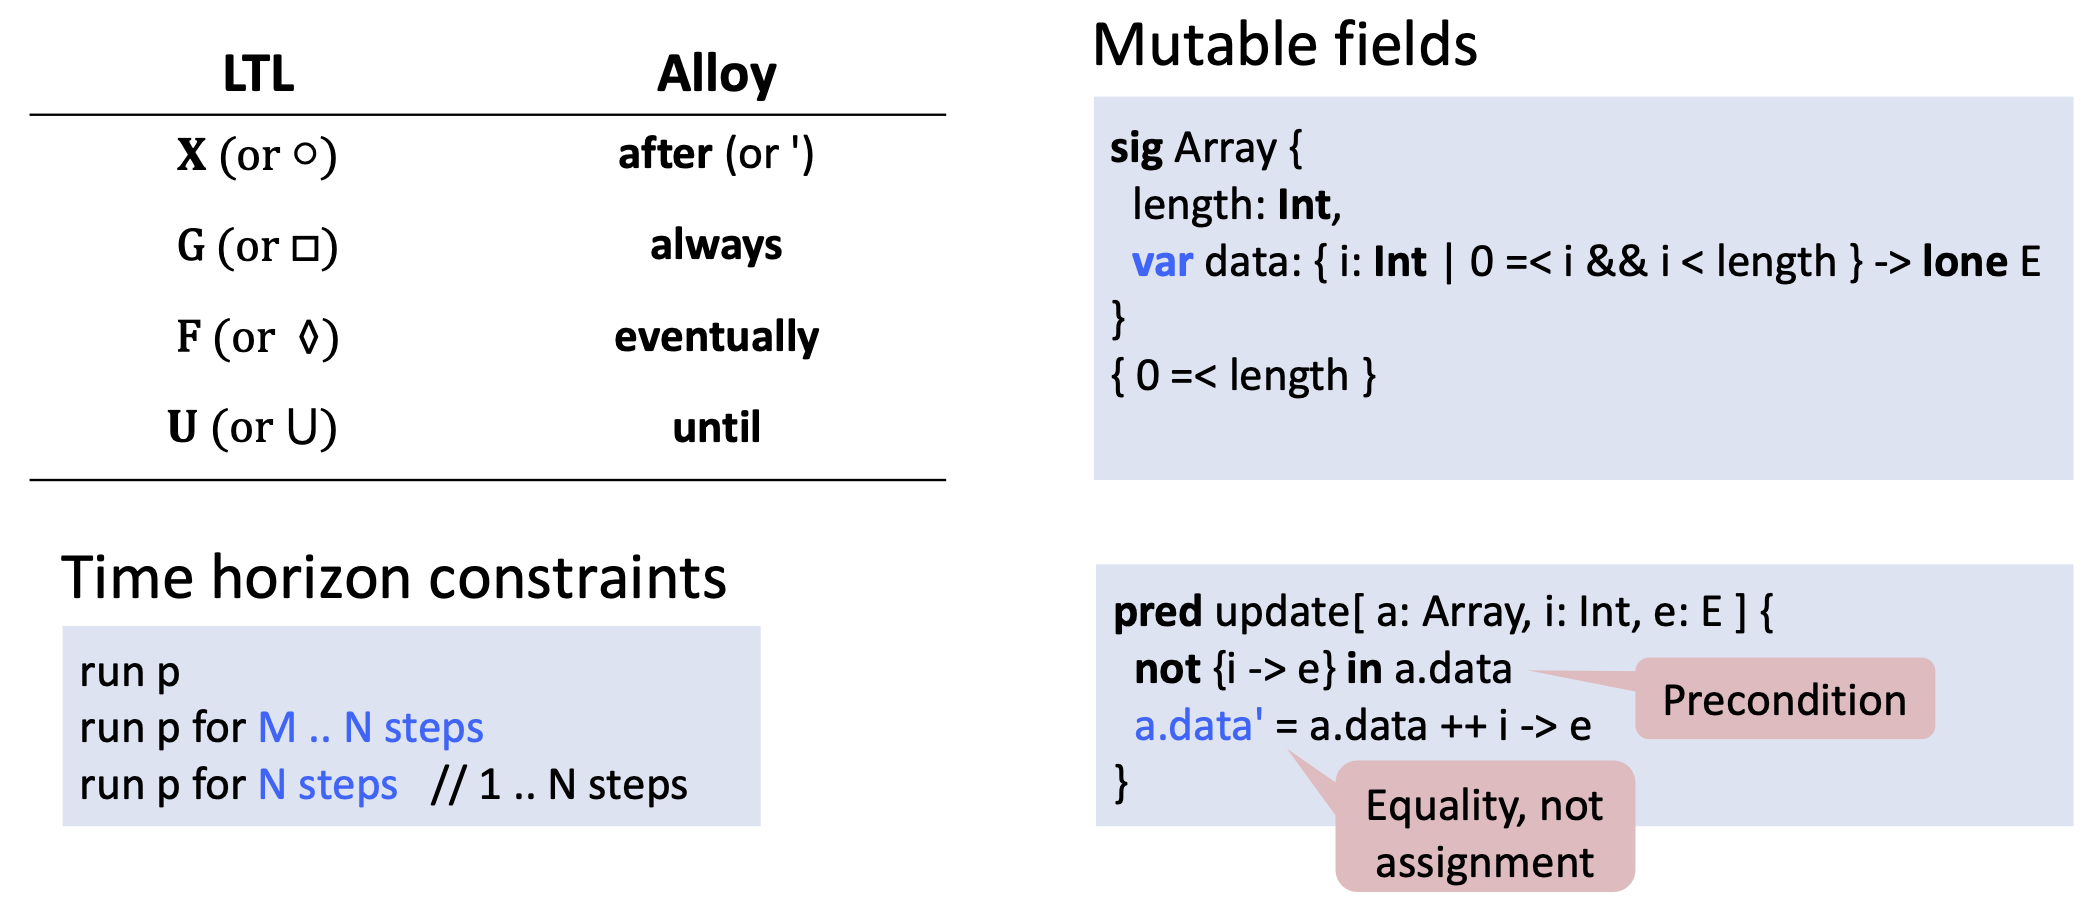 LTL Alloy
X (or ○) after (or ')
G (or □) always
F (or ◊) eventually
U (or ∪) until
Time horizon constraints
run p
run p for M .. N steps
run p for N steps // 1 .. N steps
Mutable fields
sig Array {
length: Int,
var data: { i: Int | 0 =< i && i < length } -> lone E
}
{ 0 =< length }
pred update[ a: Array, i: Int, e: E ] {
not {i -> e} in a.data
a.data' = a.data ++ i -> e
}
Precondition
Equality, not
assignment